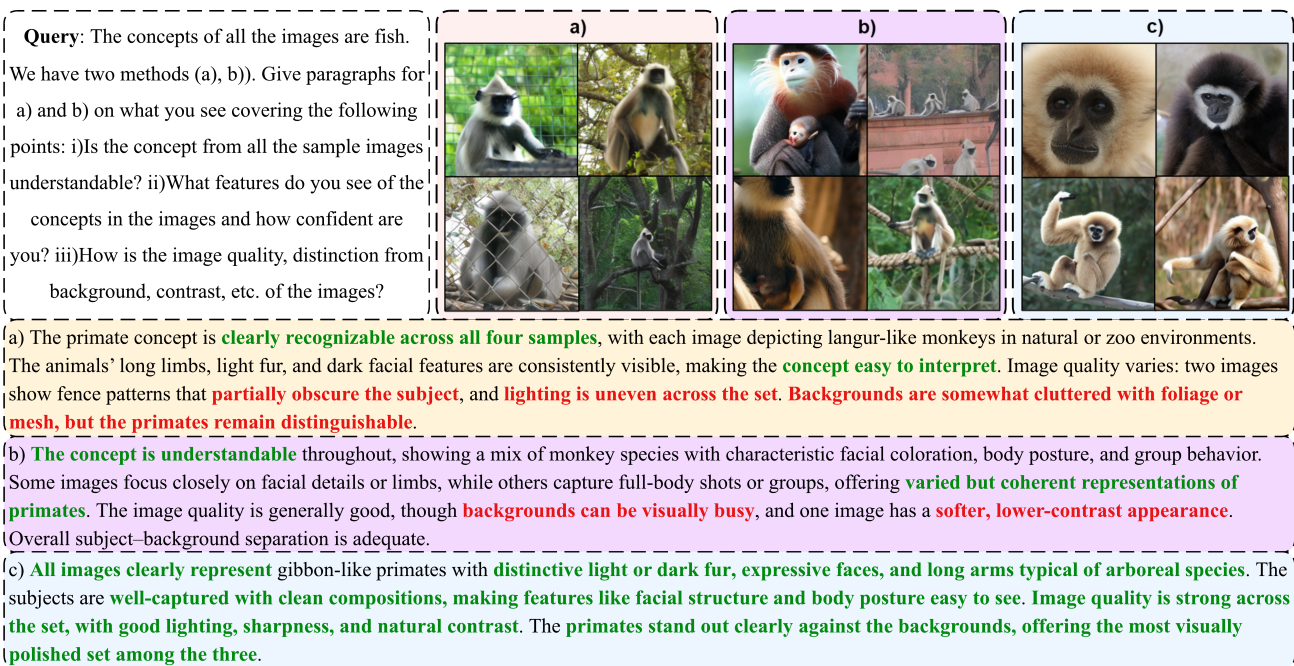 Query: The concepts of all the images are fish.
We have two methods (a), b)). Give paragraphs for
a) and b) on what you see covering the following
points: i)Is the concept from all the sample images
understandable? ii)What features do you see of the
concepts in the images and how confident are
you? iii)How is the image quality, distinction from
background, contrast, etc. of the images?
a)
b)
c)
a) The primate concept is clearly recognizable across all four samples, with each image depicting langur-like monkeys in natural or zoo environments.
The animals’ long limbs, light fur, and dark facial features are consistently visible, making the concept easy to interpret. Image quality varies: two images
show fence patterns that partially obscure the subject, and lighting is uneven across the set. Backgrounds are somewhat cluttered with foliage or
mesh, but the primates remain distinguishable.
b) The concept is understandable throughout, showing a mix of monkey species with characteristic facial coloration, body posture, and group behavior.
Some images focus closely on facial details or limbs, while others capture full-body shots or groups, offering varied but coherent representations of
primates. The image quality is generally good, though backgrounds can be visually busy, and one image has a softer, lower-contrast appearance.
Overall subject–background separation is adequate.
c) All images clearly represent gibbon-like primates with distinctive light or dark fur, expressive faces, and long arms typical of arboreal species. The
subjects are well-captured with clean compositions, making features like facial structure and body posture easy to see. Image quality is strong across
the set, with good lighting, sharpness, and natural contrast. The primates stand out clearly against the backgrounds, offering the most visually
polished set among the three.